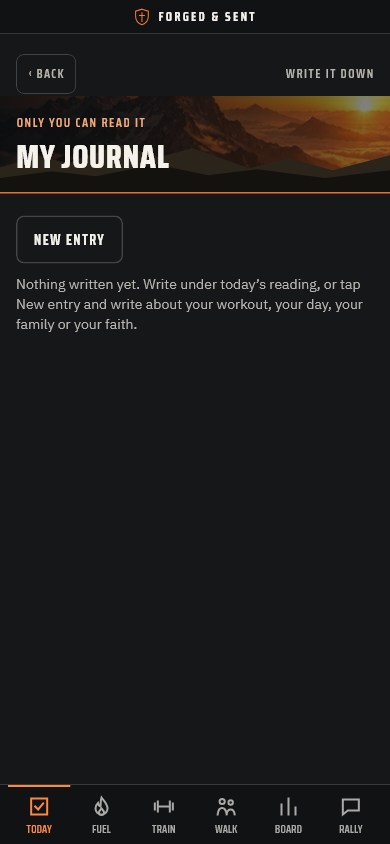 FORGED & SENT
‹ BACK
WRITE IT DOWN
ONLY YOU CAN READ IT
MY JOURNAL
NEW ENTRY
Nothing written yet. Write under today’s reading, or tap
New entry and write about your workout, your day, your
family or your faith.
TODAY
FUEL
TRAIN
WALK
BOARD
RALLY